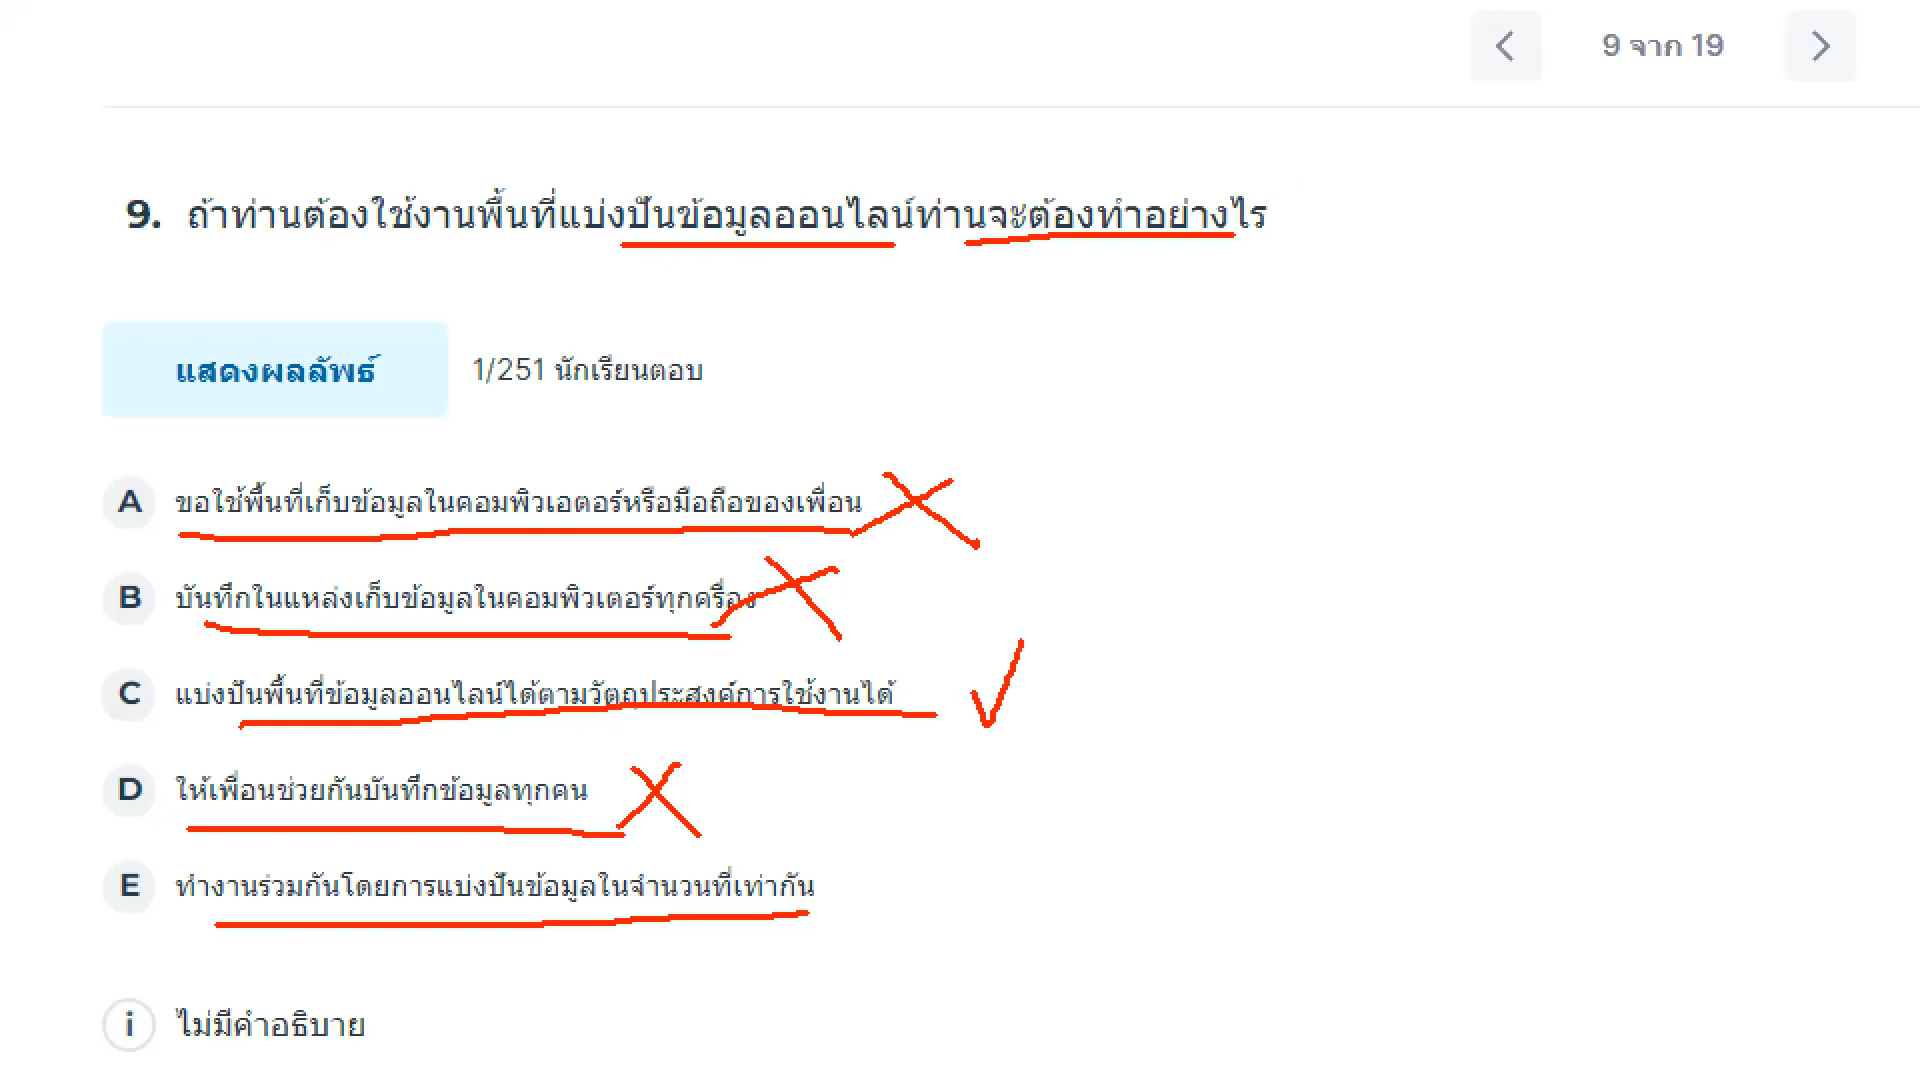 9 จาก 19
9. ถ้าท่านต้องใช้งานพื้นที่แบ่งปันข้อมูลออนไลน์ท่านจะต้องทำอย่างไร
แสดงผลลัพธ์ 1/251 นักเรียนตอบ
A ขอใช้พื้นที่เก็บข้อมูลในคอมพิวเอตอร์หรือมือถือของเพื่อน
B บันทึกในแหล่งเก็บข้อมูลในคอมพิวเตอร์ทุกครื่อง
C แบ่งปันพื้นที่ข้อมูลออนไลน์ได้ตามวัตถุประสงค์การใช้งานได้
D ให้เพื่อนช่วยกันบันทึกข้อมูลทุกคน
E ทำงานร่วมกันโดยการแบ่งปันข้อมูลในจำนวนที่เท่ากัน
i ไม่มีคำอธิบาย